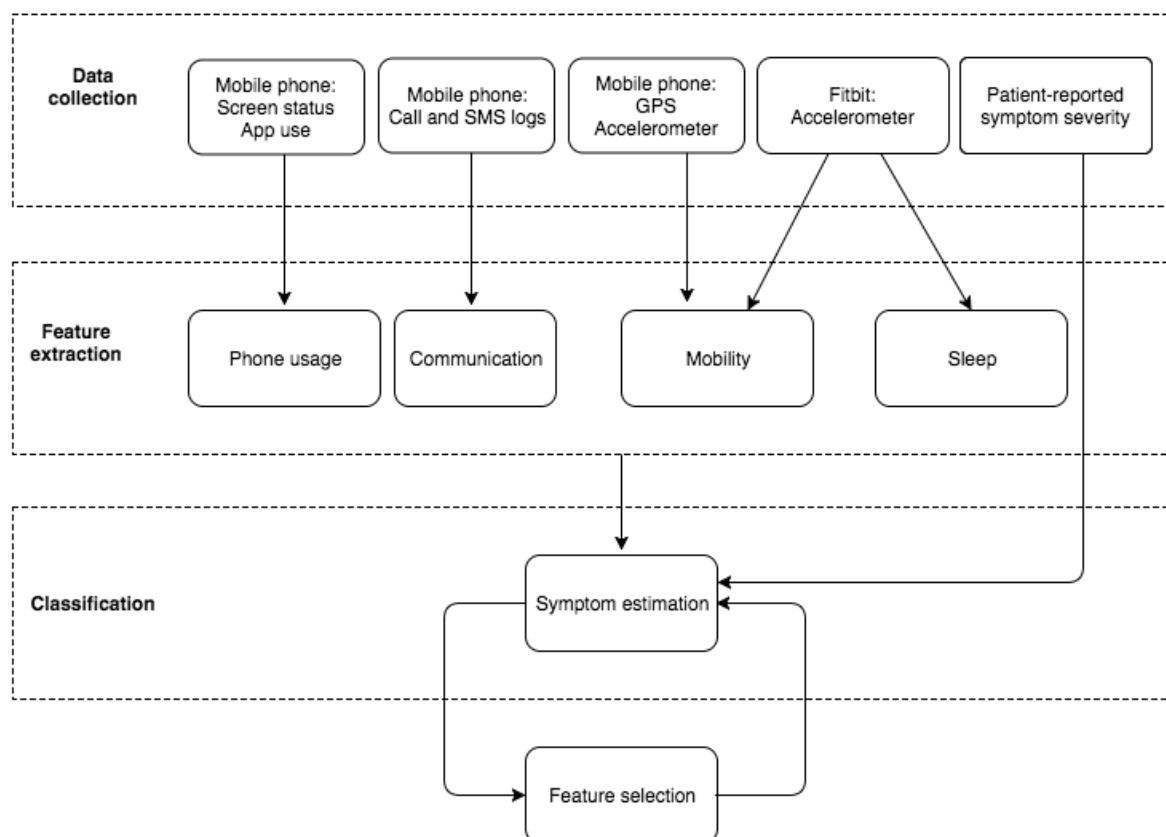 Data
collection
Mobile phone:
Screen status
App use
Mobile phone:
Call and SMS logs
Mobile phone:
GPS
Accelerometer
Fitbit:
Accelerometer
Patient-reported
symptom severity
Feature
extraction
Phone usage
Communication
Mobility
Sleep
Classification
Symptom estimation
Feature selection